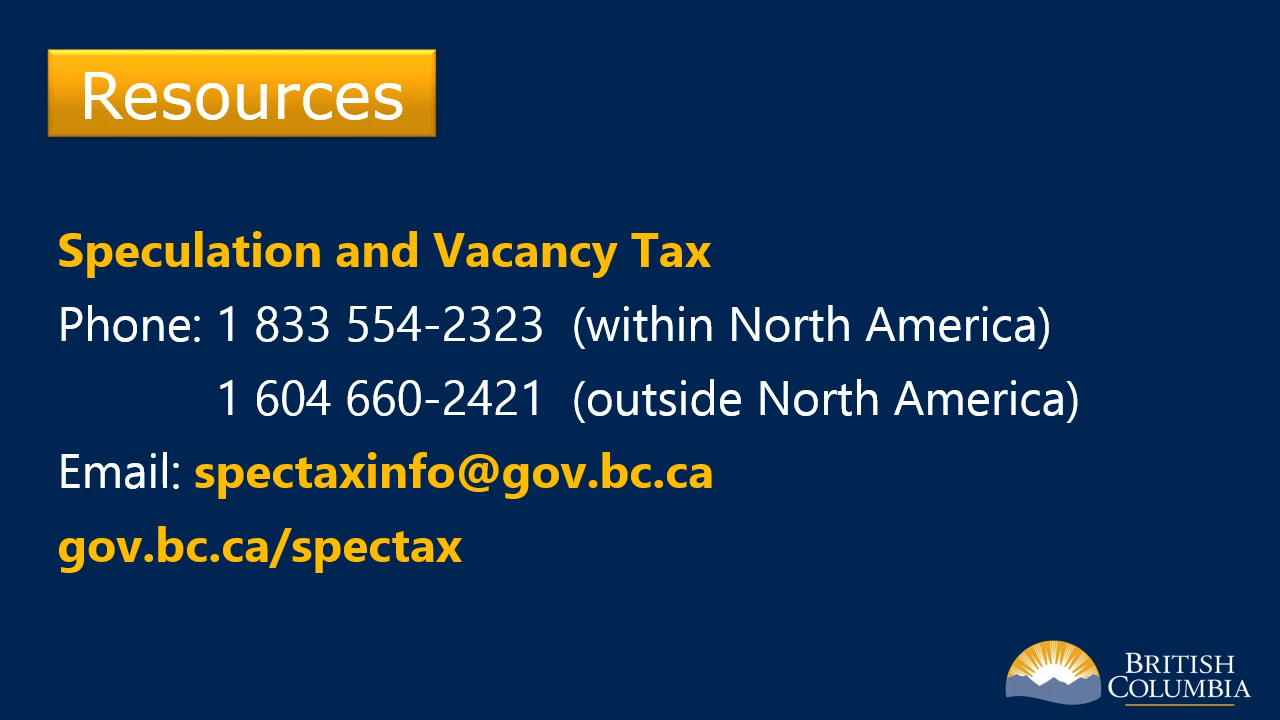 Resources
Speculation and Vacancy Tax
Phone: 1 833 554-2323 (within North America)
1 604 660-2421 (outside North America)
Email: spectaxinfo@gov.bc.ca
gov.bc.ca/spectax
BRITISH
COLUMBIA